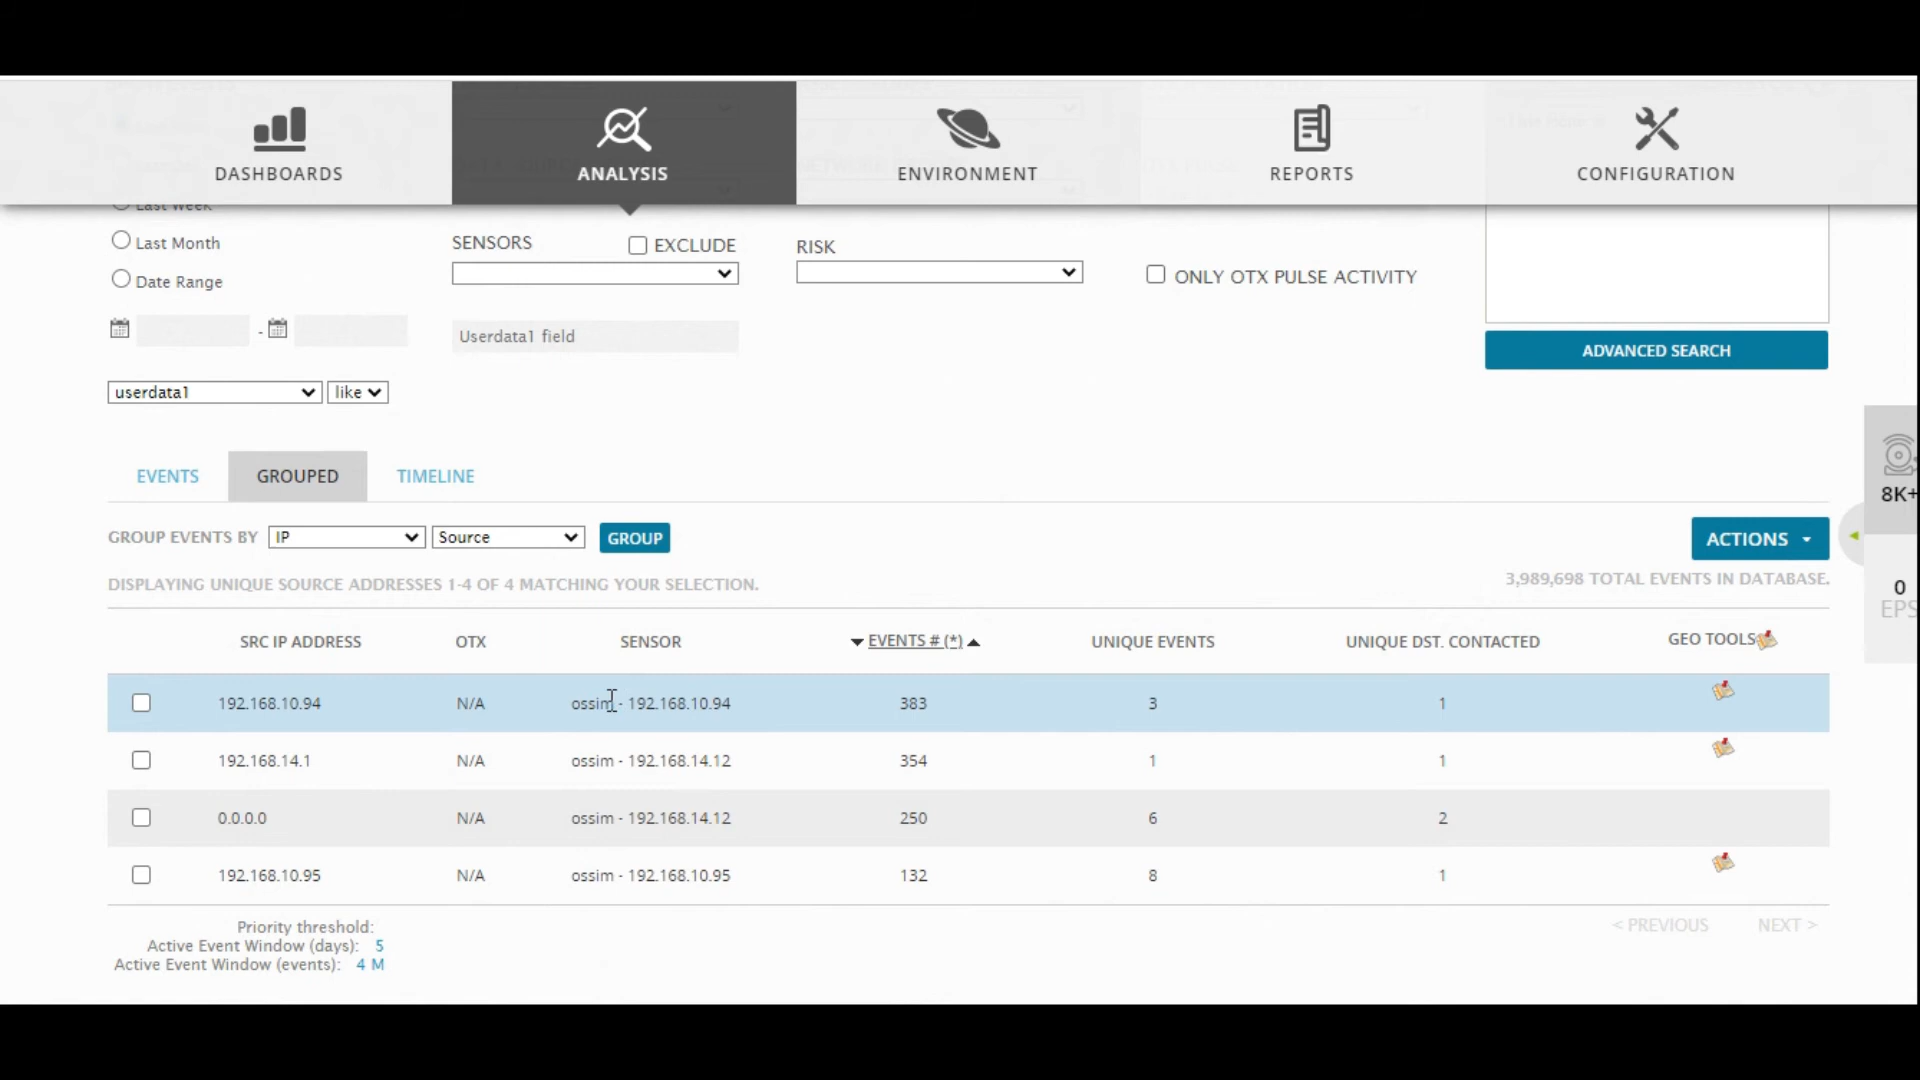 DASHBOARDS
ANALYSIS
ENVIRONMENT
REPORTS
CONFIGURATION
Last Week
Last Month
Date Range
-
SENSORS
EXCLUDE
RISK
ONLY OTX PULSE ACTIVITY
Userdata1 field
ADVANCED SEARCH
userdata1
like
EVENTS
GROUPED
TIMELINE
8K+
GROUP EVENTS BY IP Source GROUP
ACTIONS
DISPLAYING UNIQUE SOURCE ADDRESSES 1-4 OF 4 MATCHING YOUR SELECTION.
3,989,698 TOTAL EVENTS IN DATABASE.
0
EPS
SRC IP ADDRESS OTX SENSOR EVENTS # (*) UNIQUE EVENTS UNIQUE DST. CONTACTED GEO TOOLS
192.168.10.94 N/A ossim - 192.168.10.94 383 3 1
192.168.14.1 N/A ossim - 192.168.14.12 354 1 1
0.0.0.0 N/A ossim - 192.168.14.12 250 6 2
192.168.10.95 N/A ossim - 192.168.10.95 132 8 1
Priority threshold:
Active Event Window (days): 5
Active Event Window (events): 4 M
< PREVIOUS NEXT >